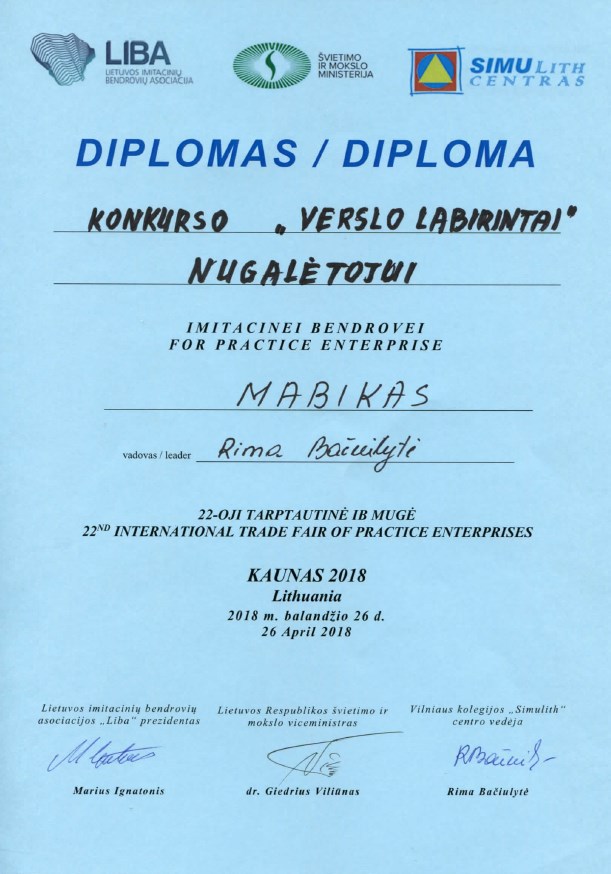 LIBA
LIETUVOS IMITACINIŲ
BENDROVIŲ ASOCIACIJA
ŠVIETIMO
IR MOKSLO
MINISTERIJA
SIMULITH
CENTRAS
DIPLOMAS / DIPLOMA
KONKURSO „VERSLO LABIRINTAI"
NUGALĖTOJUI
IMITACINEI BENDROVEI
FOR PRACTICE ENTERPRISE
MABIKAS
vadovas / leader Rima Bačiulytė
22-OJI TARPTAUTINĖ IB MUGĖ
22ND INTERNATIONAL TRADE FAIR OF PRACTICE ENTERPRISES
KAUNAS 2018
Lithuania
2018 m. balandžio 26 d.
26 April 2018
Lietuvos imitacinių bendrovių
asociacijos „Liba" prezidentas
Marius Ignatonis
Lietuvos Respublikos švietimo ir
mokslo viceministras
dr. Giedrius Viliūnas
Vilniaus kolegijos „Simulith"
centro vedėja
Rima Bačiulytė